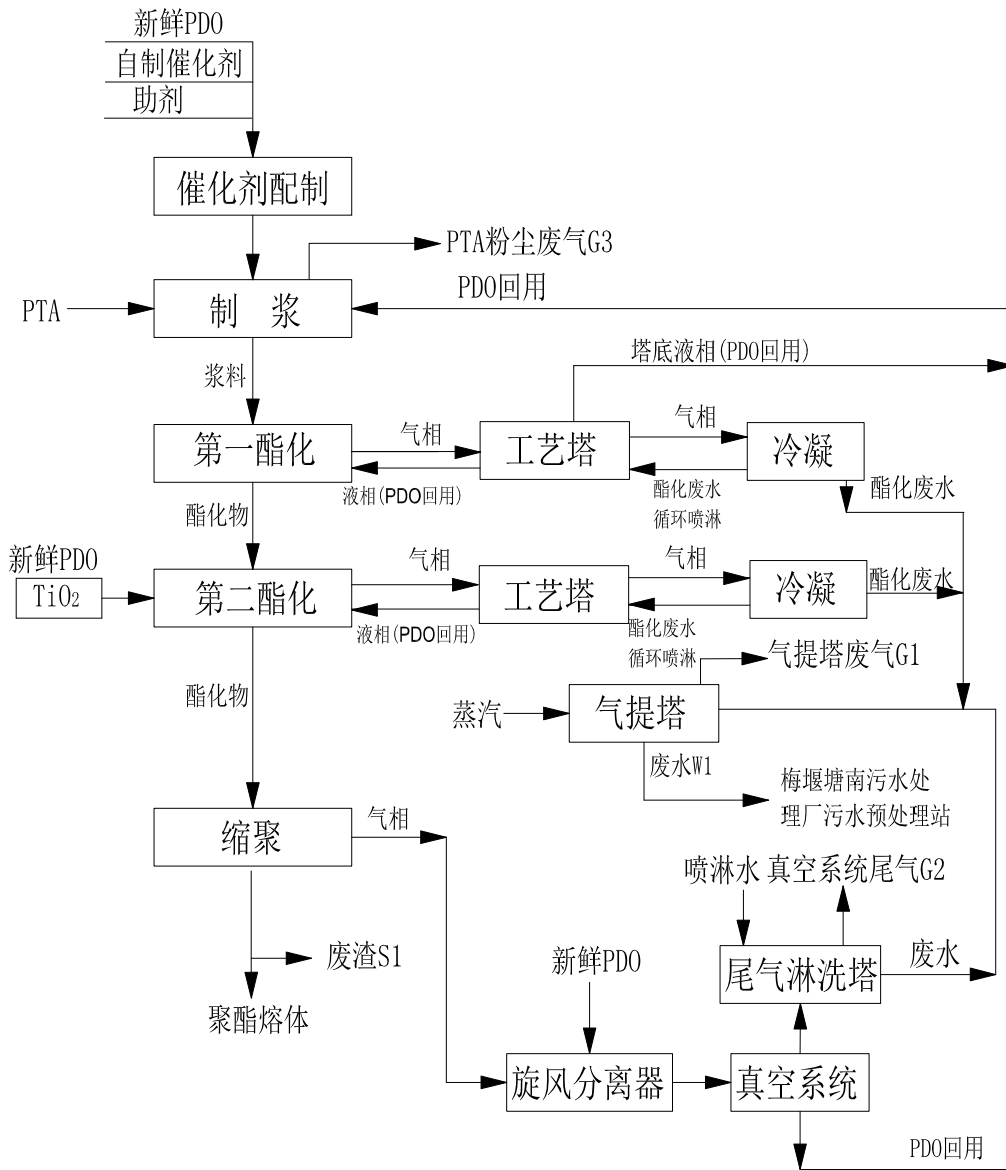 新鲜PDO
自制催化剂
助剂
催化剂配制
PTA粉尘废气G3
PDO回用
PTA
制 浆
塔底液相(PDO回用)
浆料
第一酯化
气相
工艺塔
气相
冷凝
液相(PDO回用)
酯化废水
循环喷淋
酯化废水
酯化物
新鲜PDO
TiO₂
第二酯化
气相
工艺塔
气相
冷凝
酯化废水
液相(PDO回用)
酯化废水
循环喷淋
气提塔废气G1
酯化物
蒸汽
气提塔
废水W1
梅堰塘南污水处
理厂污水预处理站
缩聚
气相
喷淋水
真空系统尾气G2
废渣S1
新鲜PDO
尾气淋洗塔
废水
聚酯熔体
旋风分离器
真空系统
PDO回用